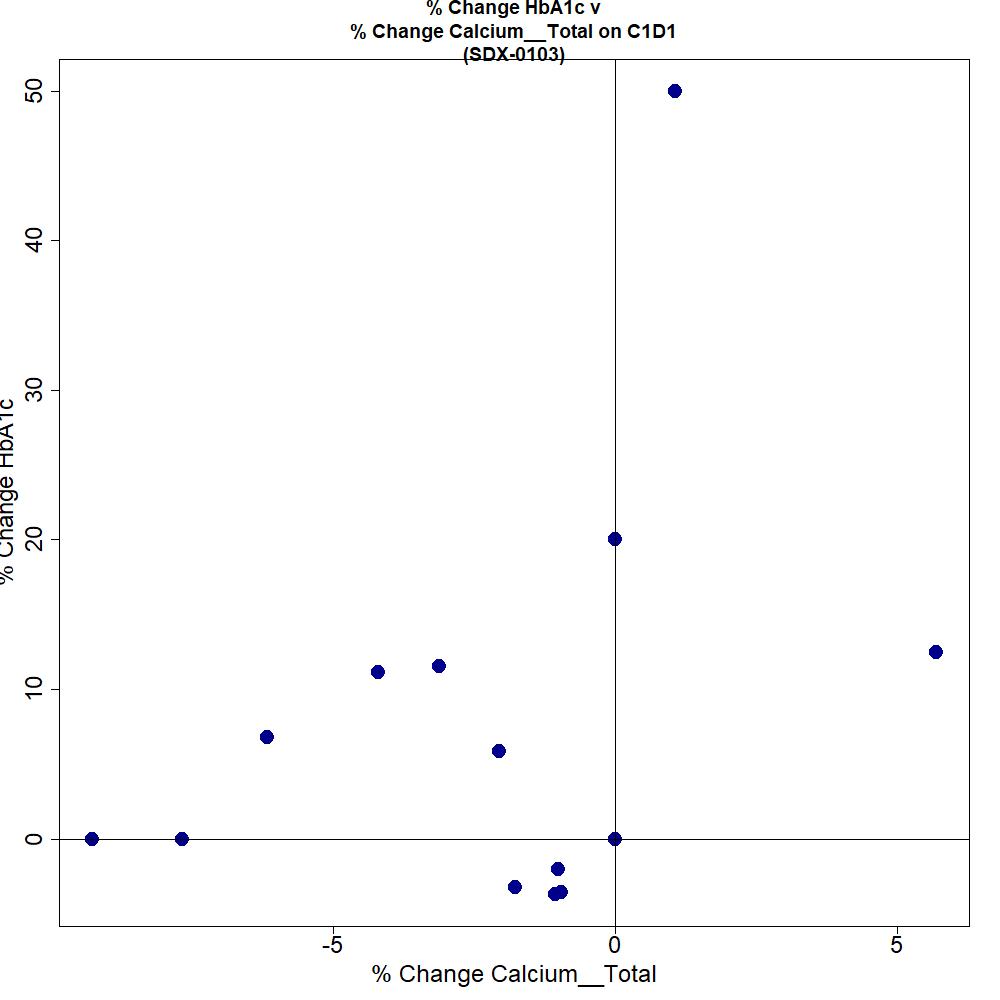 % Change HbA1c v
% Change Calcium__Total on C1D1
(SDX-0103)
% Change HbA1c
50
40
30
20
10
0
-5
0
5
% Change Calcium__Total